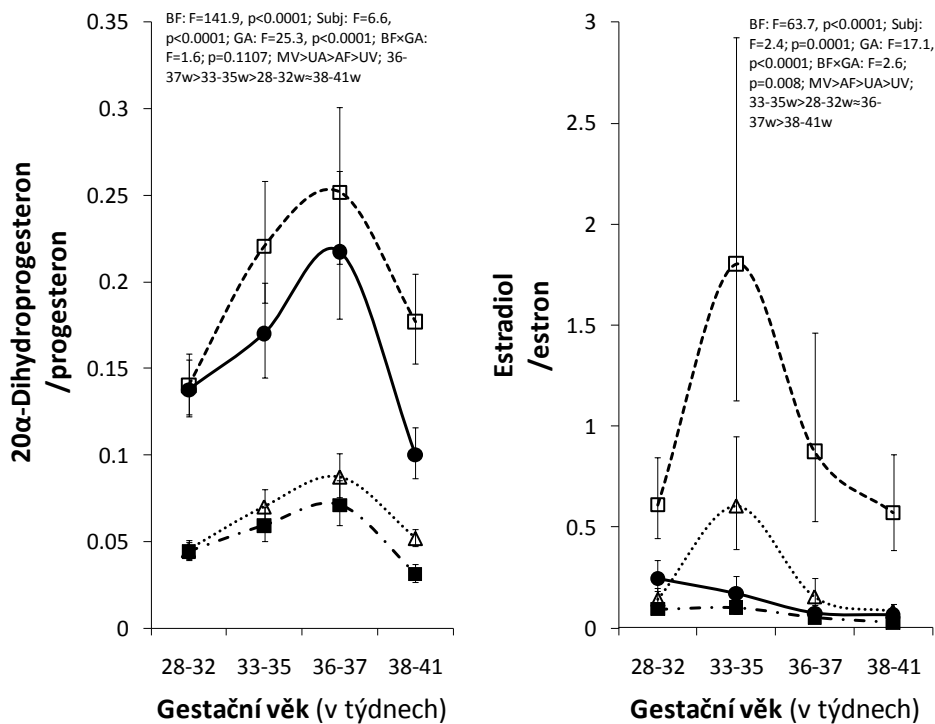 BF: F=141.9, p<0.0001; Subj: F=6.6,
p<0.0001; GA: F=25.3, p<0.0001; BF×GA:
F=1.6; p=0.1107; MV>UA>AF>UV; 36-
37w>33-35w>28-32w≈38-41w
20α-Dihydroprogesteron
/progesteron
0.35
0.3
0.25
0.2
0.15
0.1
0.05
0
28-32 33-35 36-37 38-41
Gestační věk (v týdnech)
BF: F=63.7, p<0.0001; Subj:
F=2.4; p=0.0001; GA: F=17.1,
p<0.0001; BF×GA: F=2.6;
p=0.008; MV>AF>UA>UV;
33-35w>28-32w≈36-
37w>38-41w
Estradiol
/estron
3
2.5
2
1.5
1
0.5
0
28-32 33-35 36-37 38-41
Gestační věk (v týdnech)